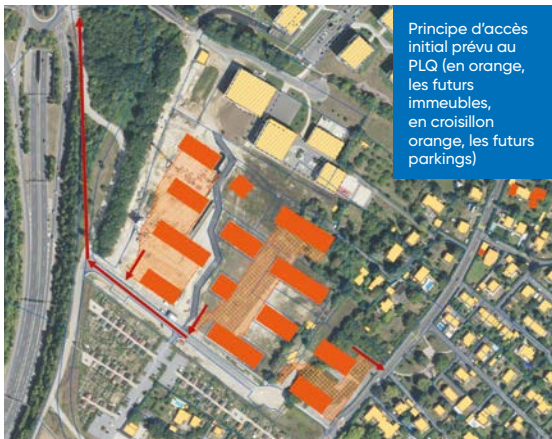 Principe d’accès
initial prévu au
PLQ (en orange,
les futurs
immeubles,
en croisillon
orange, les futurs
parkings)